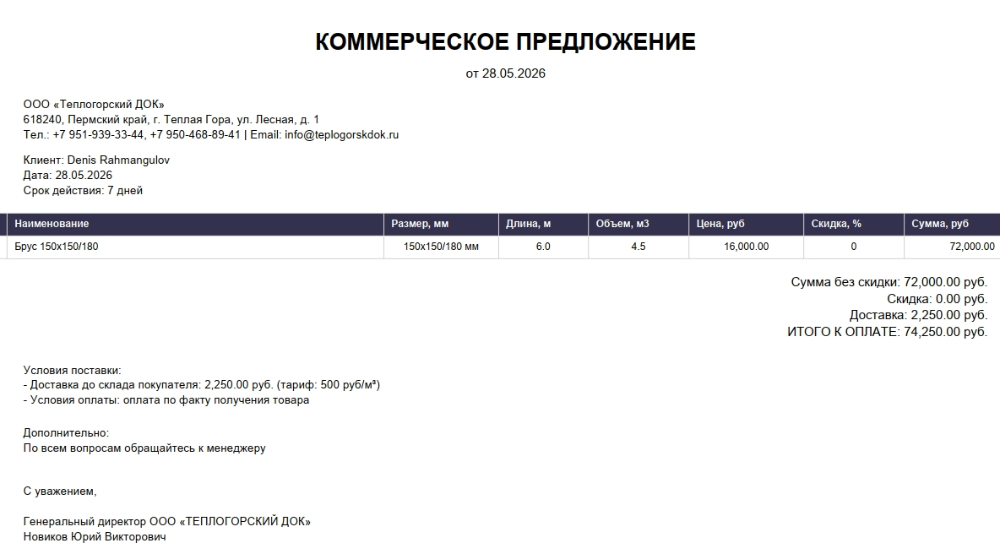 КОММЕРЧЕСКОЕ ПРЕДЛОЖЕНИЕ
от 28.05.2026
ООО «Теплогорский ДОК»
618240, Пермский край, г. Теплая Гора, ул. Лесная, д. 1
Тел.: +7 951-939-33-44, +7 950-468-89-41 | Email: info@teplogorskdok.ru
Клиент: Denis Rahmangulov
Дата: 28.05.2026
Срок действия: 7 дней
Наименование Размер, мм Длина, м Объем, м3 Цена, руб Скидка, % Сумма, руб
Брус 150х150/180 150х150/180 мм 6.0 4.5 16,000.00 0 72,000.00
Сумма без скидки: 72,000.00 руб.
Скидка: 0.00 руб.
Доставка: 2,250.00 руб.
ИТОГО К ОПЛАТЕ: 74,250.00 руб.
Условия поставки:
- Доставка до склада покупателя: 2,250.00 руб. (тариф: 500 руб/м³)
- Условия оплаты: оплата по факту получения товара
Дополнительно:
По всем вопросам обращайтесь к менеджеру
С уважением,
Генеральный директор ООО «ТЕПЛОГОРСКИЙ ДОК»
Новиков Юрий Викторович